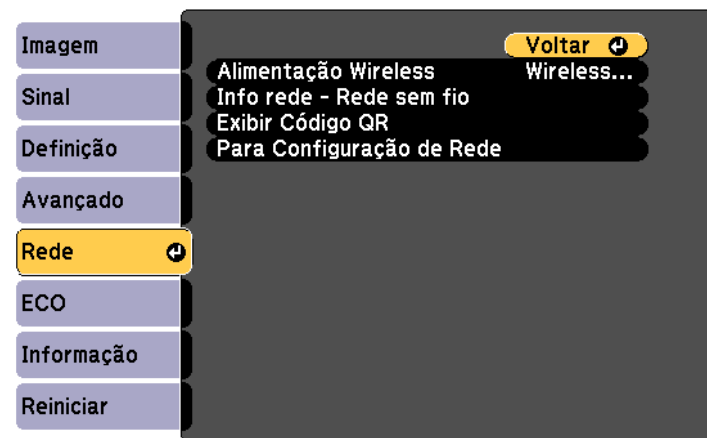 Imagem
Sinal
Definição
Avançado
Rede
ECO
Informação
Reiniciar
Voltar
Alimentação Wireless Wireless...
Info rede - Rede sem fio
Exibir Código QR
Para Configuração de Rede